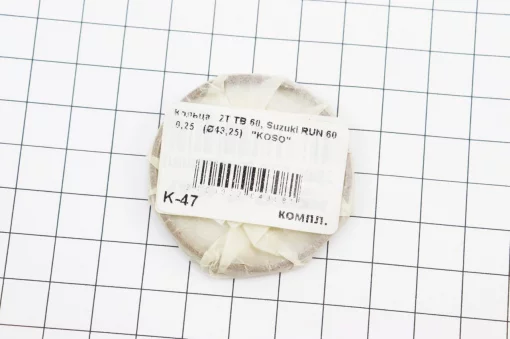 Кольца 2T TB 60, Suzuki RUN 60
0,25 (Ø43,25) "KOSO"
K-47
компл.